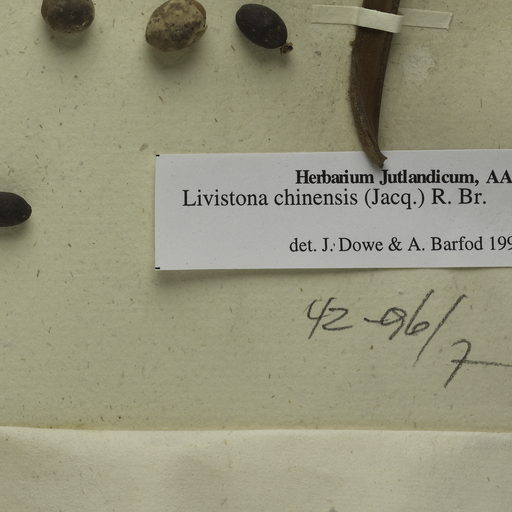 Herbarium Jutlandicum, AA
Livistona chinensis (Jacq.) R. Br.
det. J. Dowe & A. Barfod 199
42-96/
7